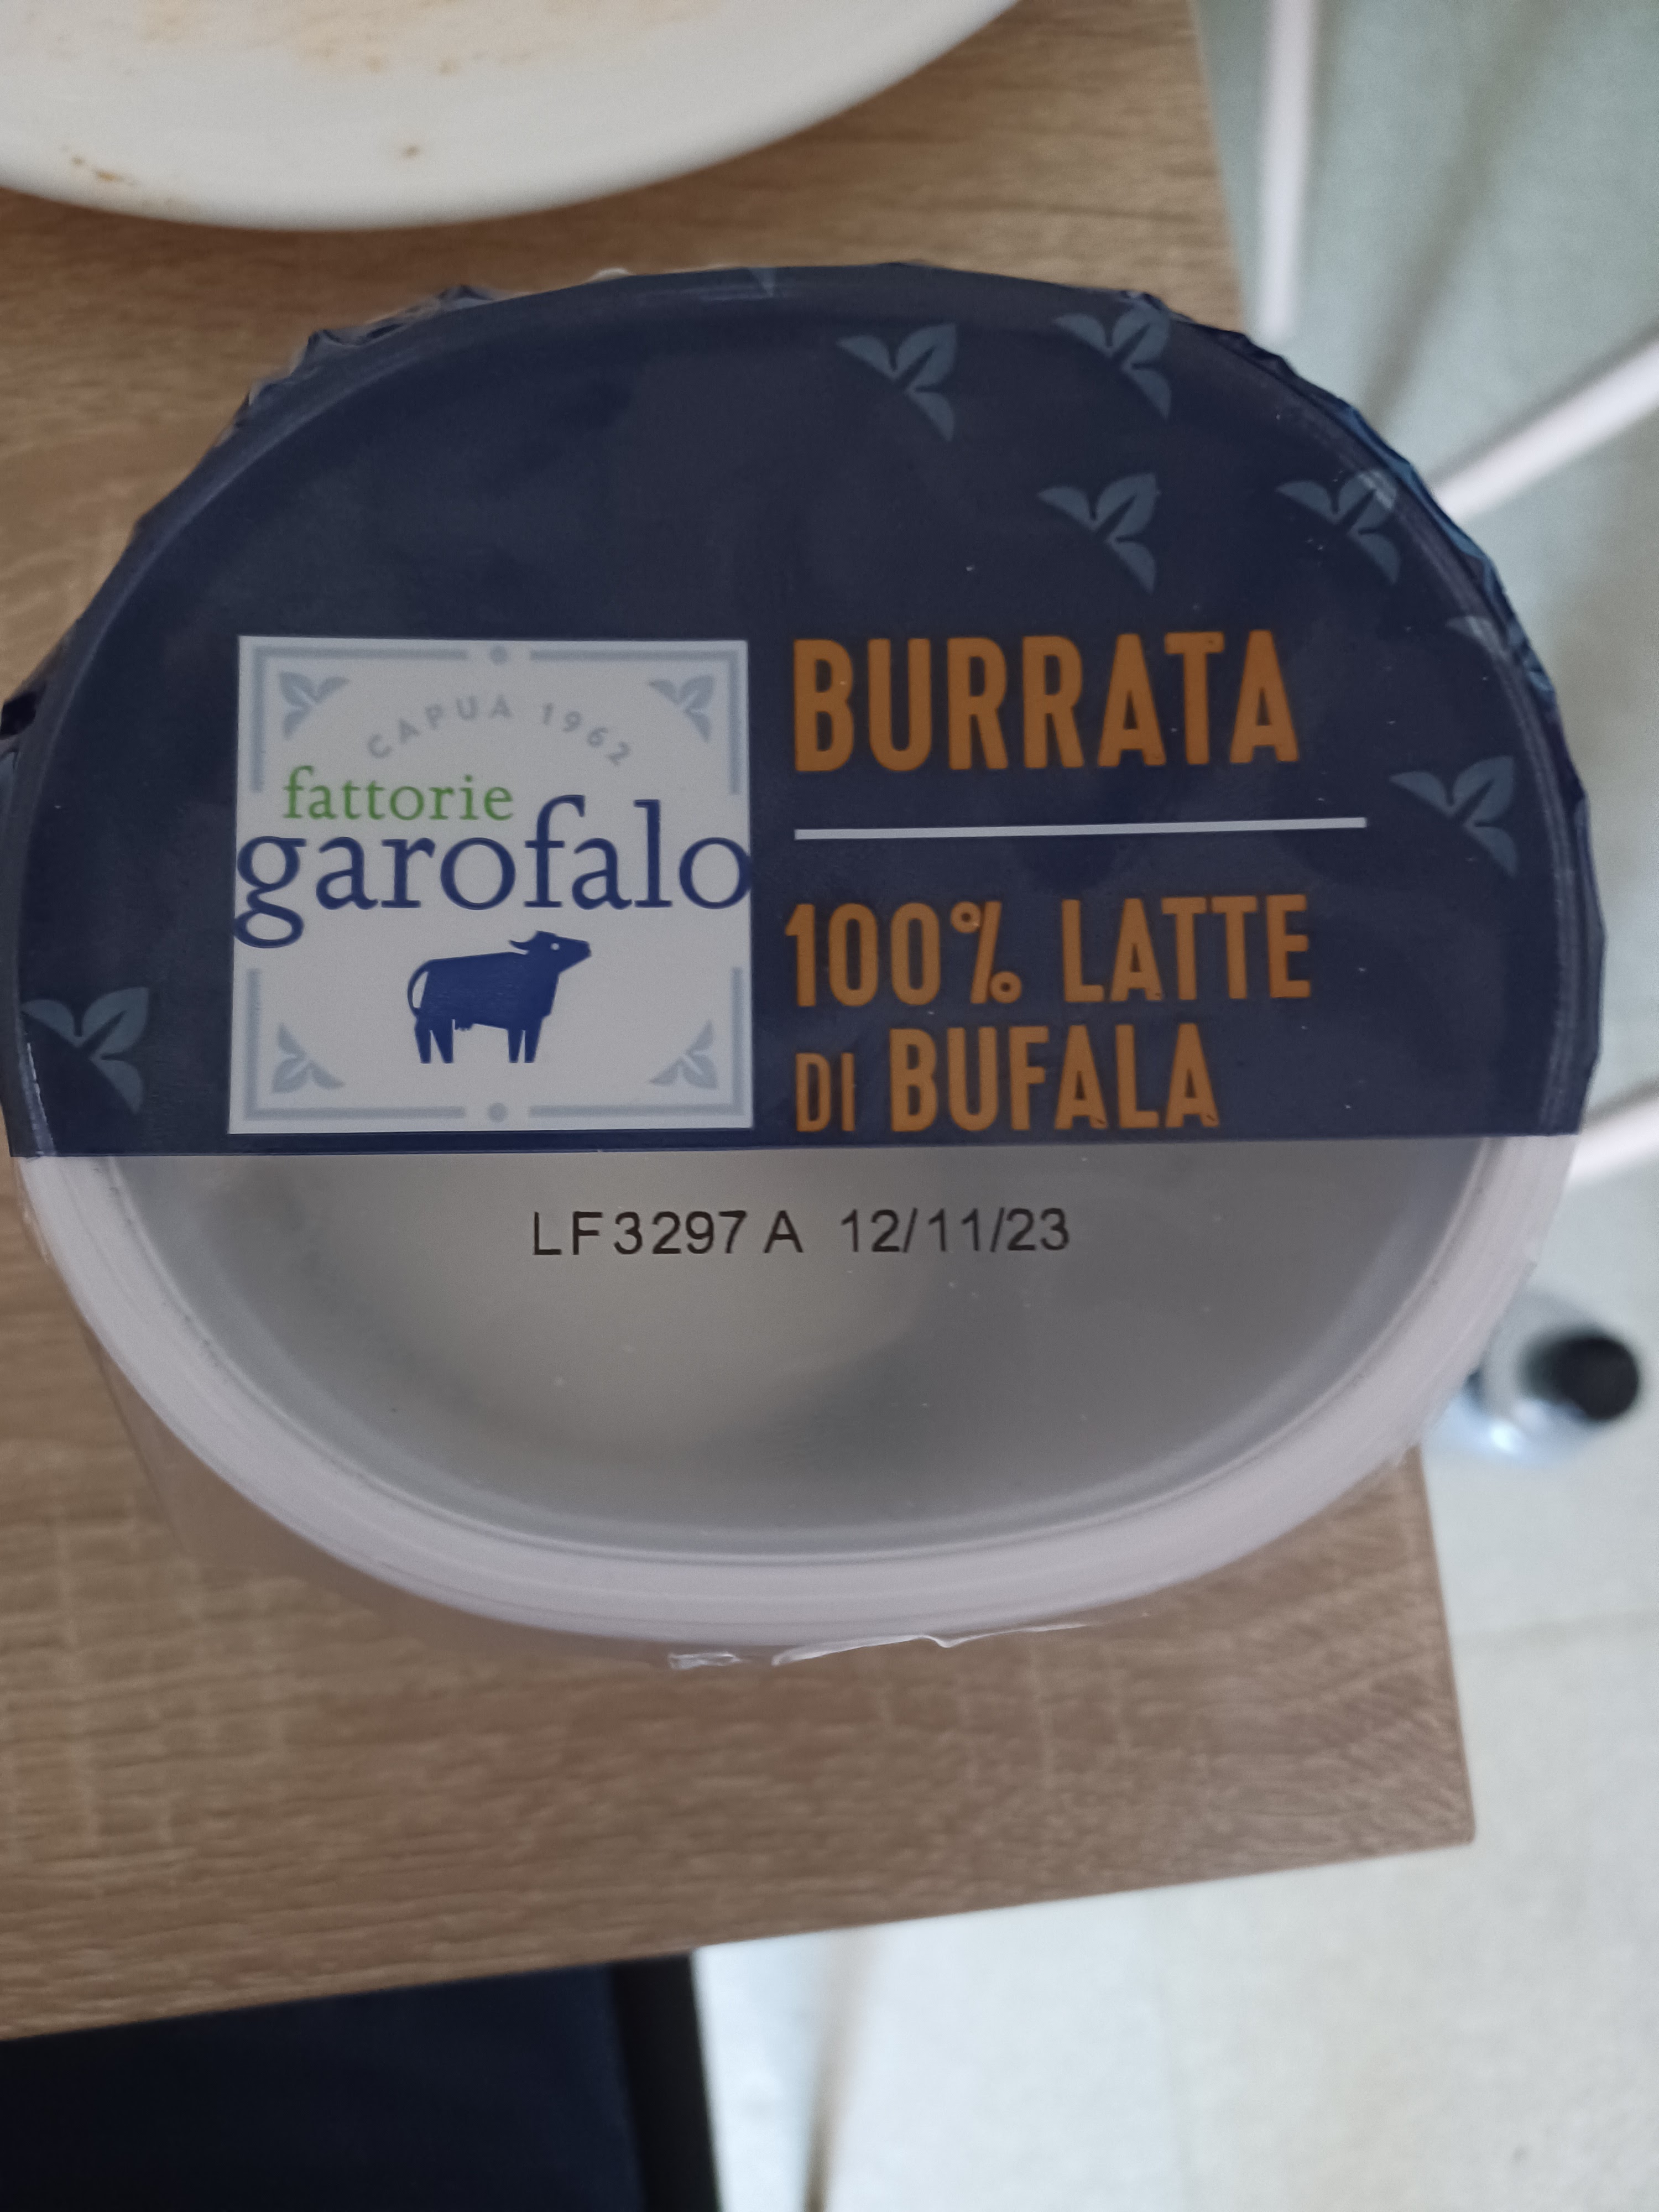 CAPUA 1962
fattorie
garofalo
BURRATA
100% LATTE
DI BUFALA
LF3297 A 12/11/23